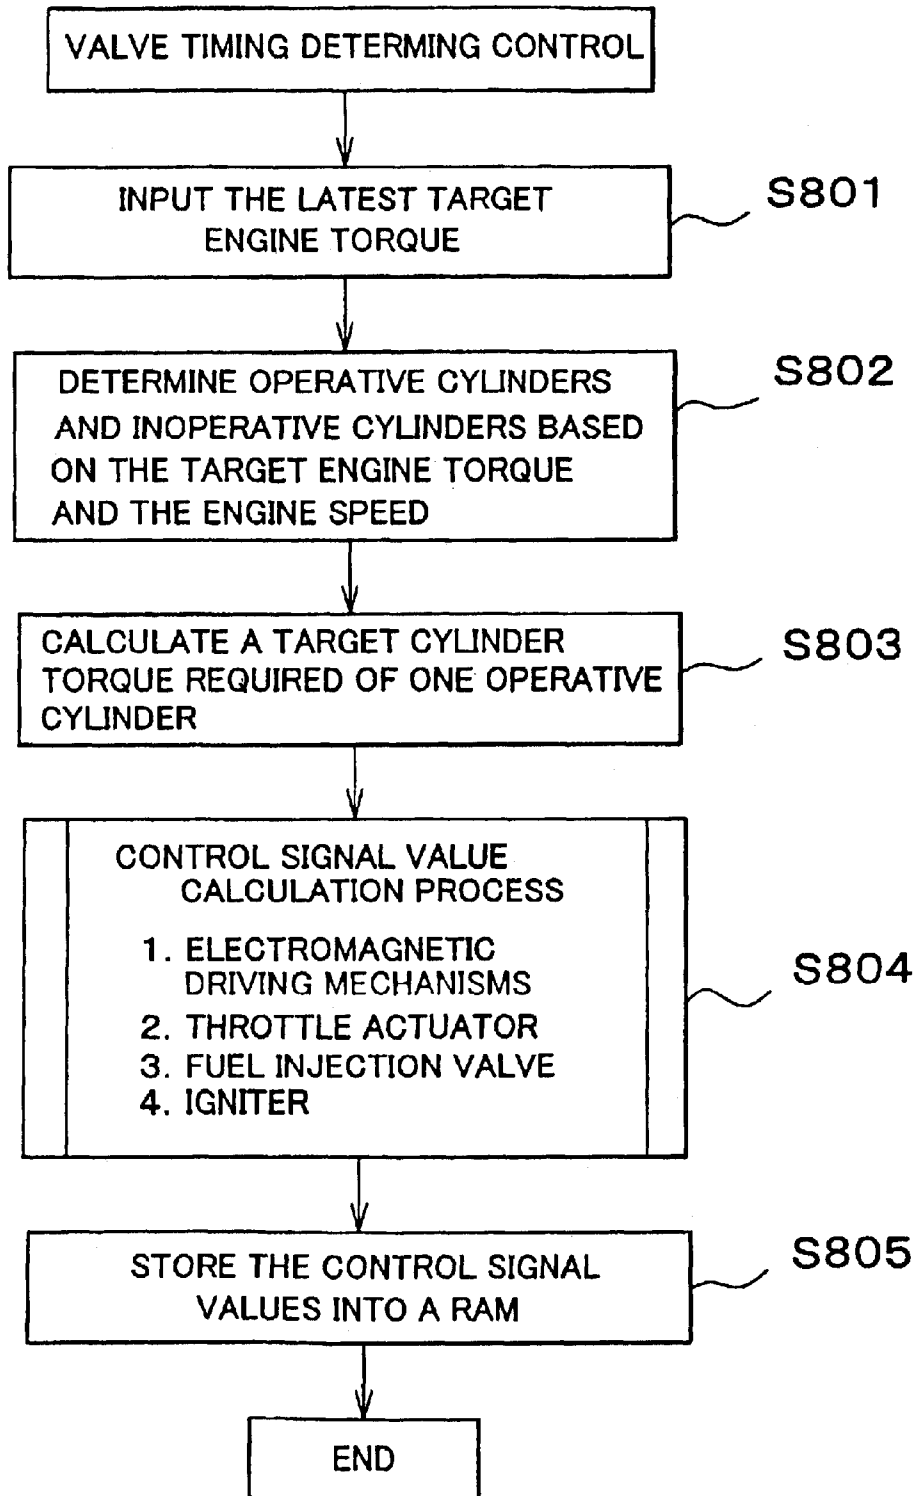 VALVE TIMING DETERMING CONTROL
INPUT THE LATEST TARGET
ENGINE TORQUE
S801
DETERMINE OPERATIVE CYLINDERS
AND INOPERATIVE CYLINDERS BASED
ON THE TARGET ENGINE TORQUE
AND THE ENGINE SPEED
S802
CALCULATE A TARGET CYLINDER
TORQUE REQUIRED OF ONE OPERATIVE
CYLINDER
S803
CONTROL SIGNAL VALUE
CALCULATION PROCESS
1. ELECTROMAGNETIC
DRIVING MECHANISMS
2. THROTTLE ACTUATOR
3. FUEL INJECTION VALVE
4. IGNITER
S804
STORE THE CONTROL SIGNAL
VALUES INTO A RAM
S805
END